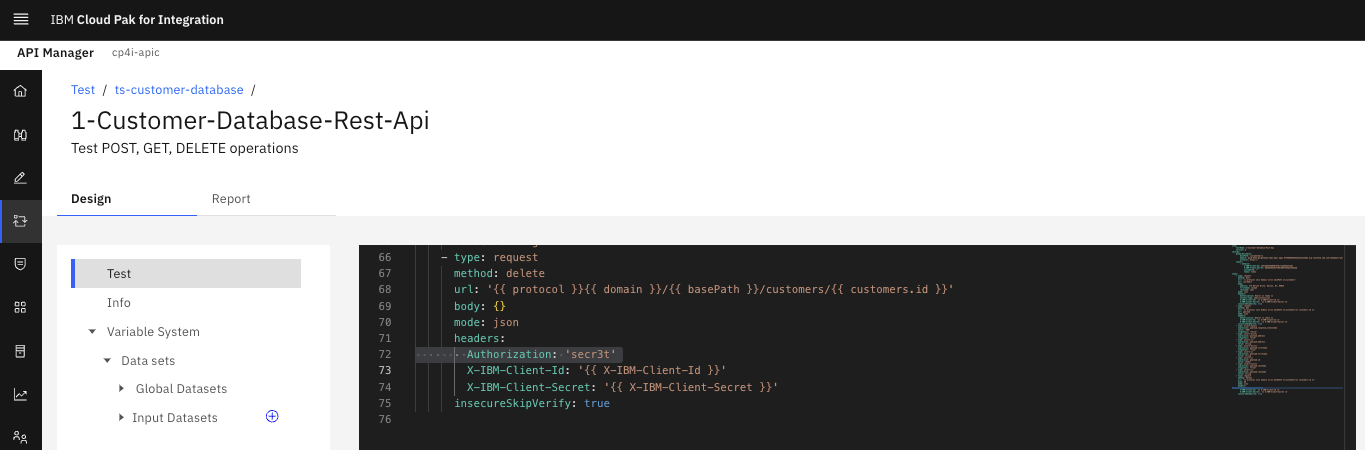 IBM Cloud Pak for Integration
API Manager cp4i-apic
Test / ts-customer-database /
1-Customer-Database-Rest-Api
Test POST, GET, DELETE operations
Design Report
Test
Info
Variable System
Data sets
Global Datasets
Input Datasets
66 - type: request
67 method: delete
68 url: '{{ protocol }}{{ domain }}/{{ basePath }}/customers/{{ customers.id }}'
69 body: {}
70 mode: json
71 headers:
72 Authorization: 'secr3t'
73 X-IBM-Client-Id: '{{ X-IBM-Client-Id }}'
74 X-IBM-Client-Secret: '{{ X-IBM-Client-Secret }}'
75 insecureSkipVerify: true
76